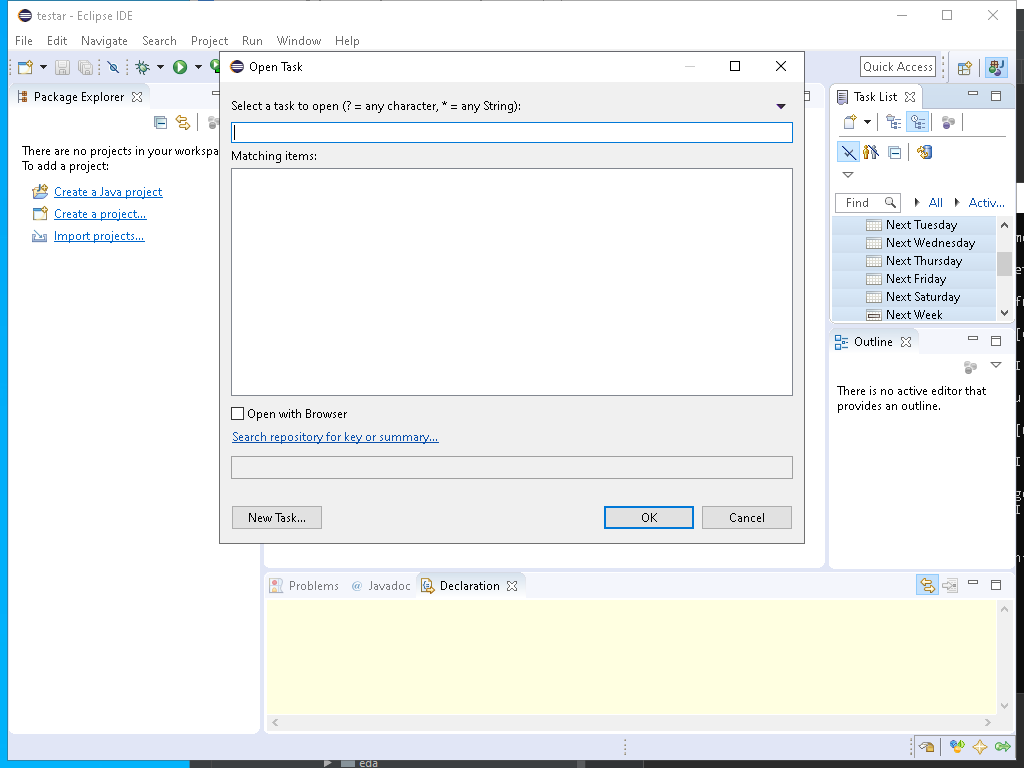 testar - Eclipse IDE
File Edit Navigate Search Project Run Window Help
Quick Access
Package Explorer
There are no projects in your workspa
To add a project:
Create a Java project
Create a project...
Import projects...
Open Task
Select a task to open (? = any character, * = any String):
Matching items:
Open with Browser
Search repository for key or summary...
New Task...
OK
Cancel
Task List
Find
All
Activ...
Next Tuesday
Next Wednesday
Next Thursday
Next Friday
Next Saturday
Next Week
Outline
There is no active editor that
provides an outline.
Problems
@ Javadoc
Declaration
eda